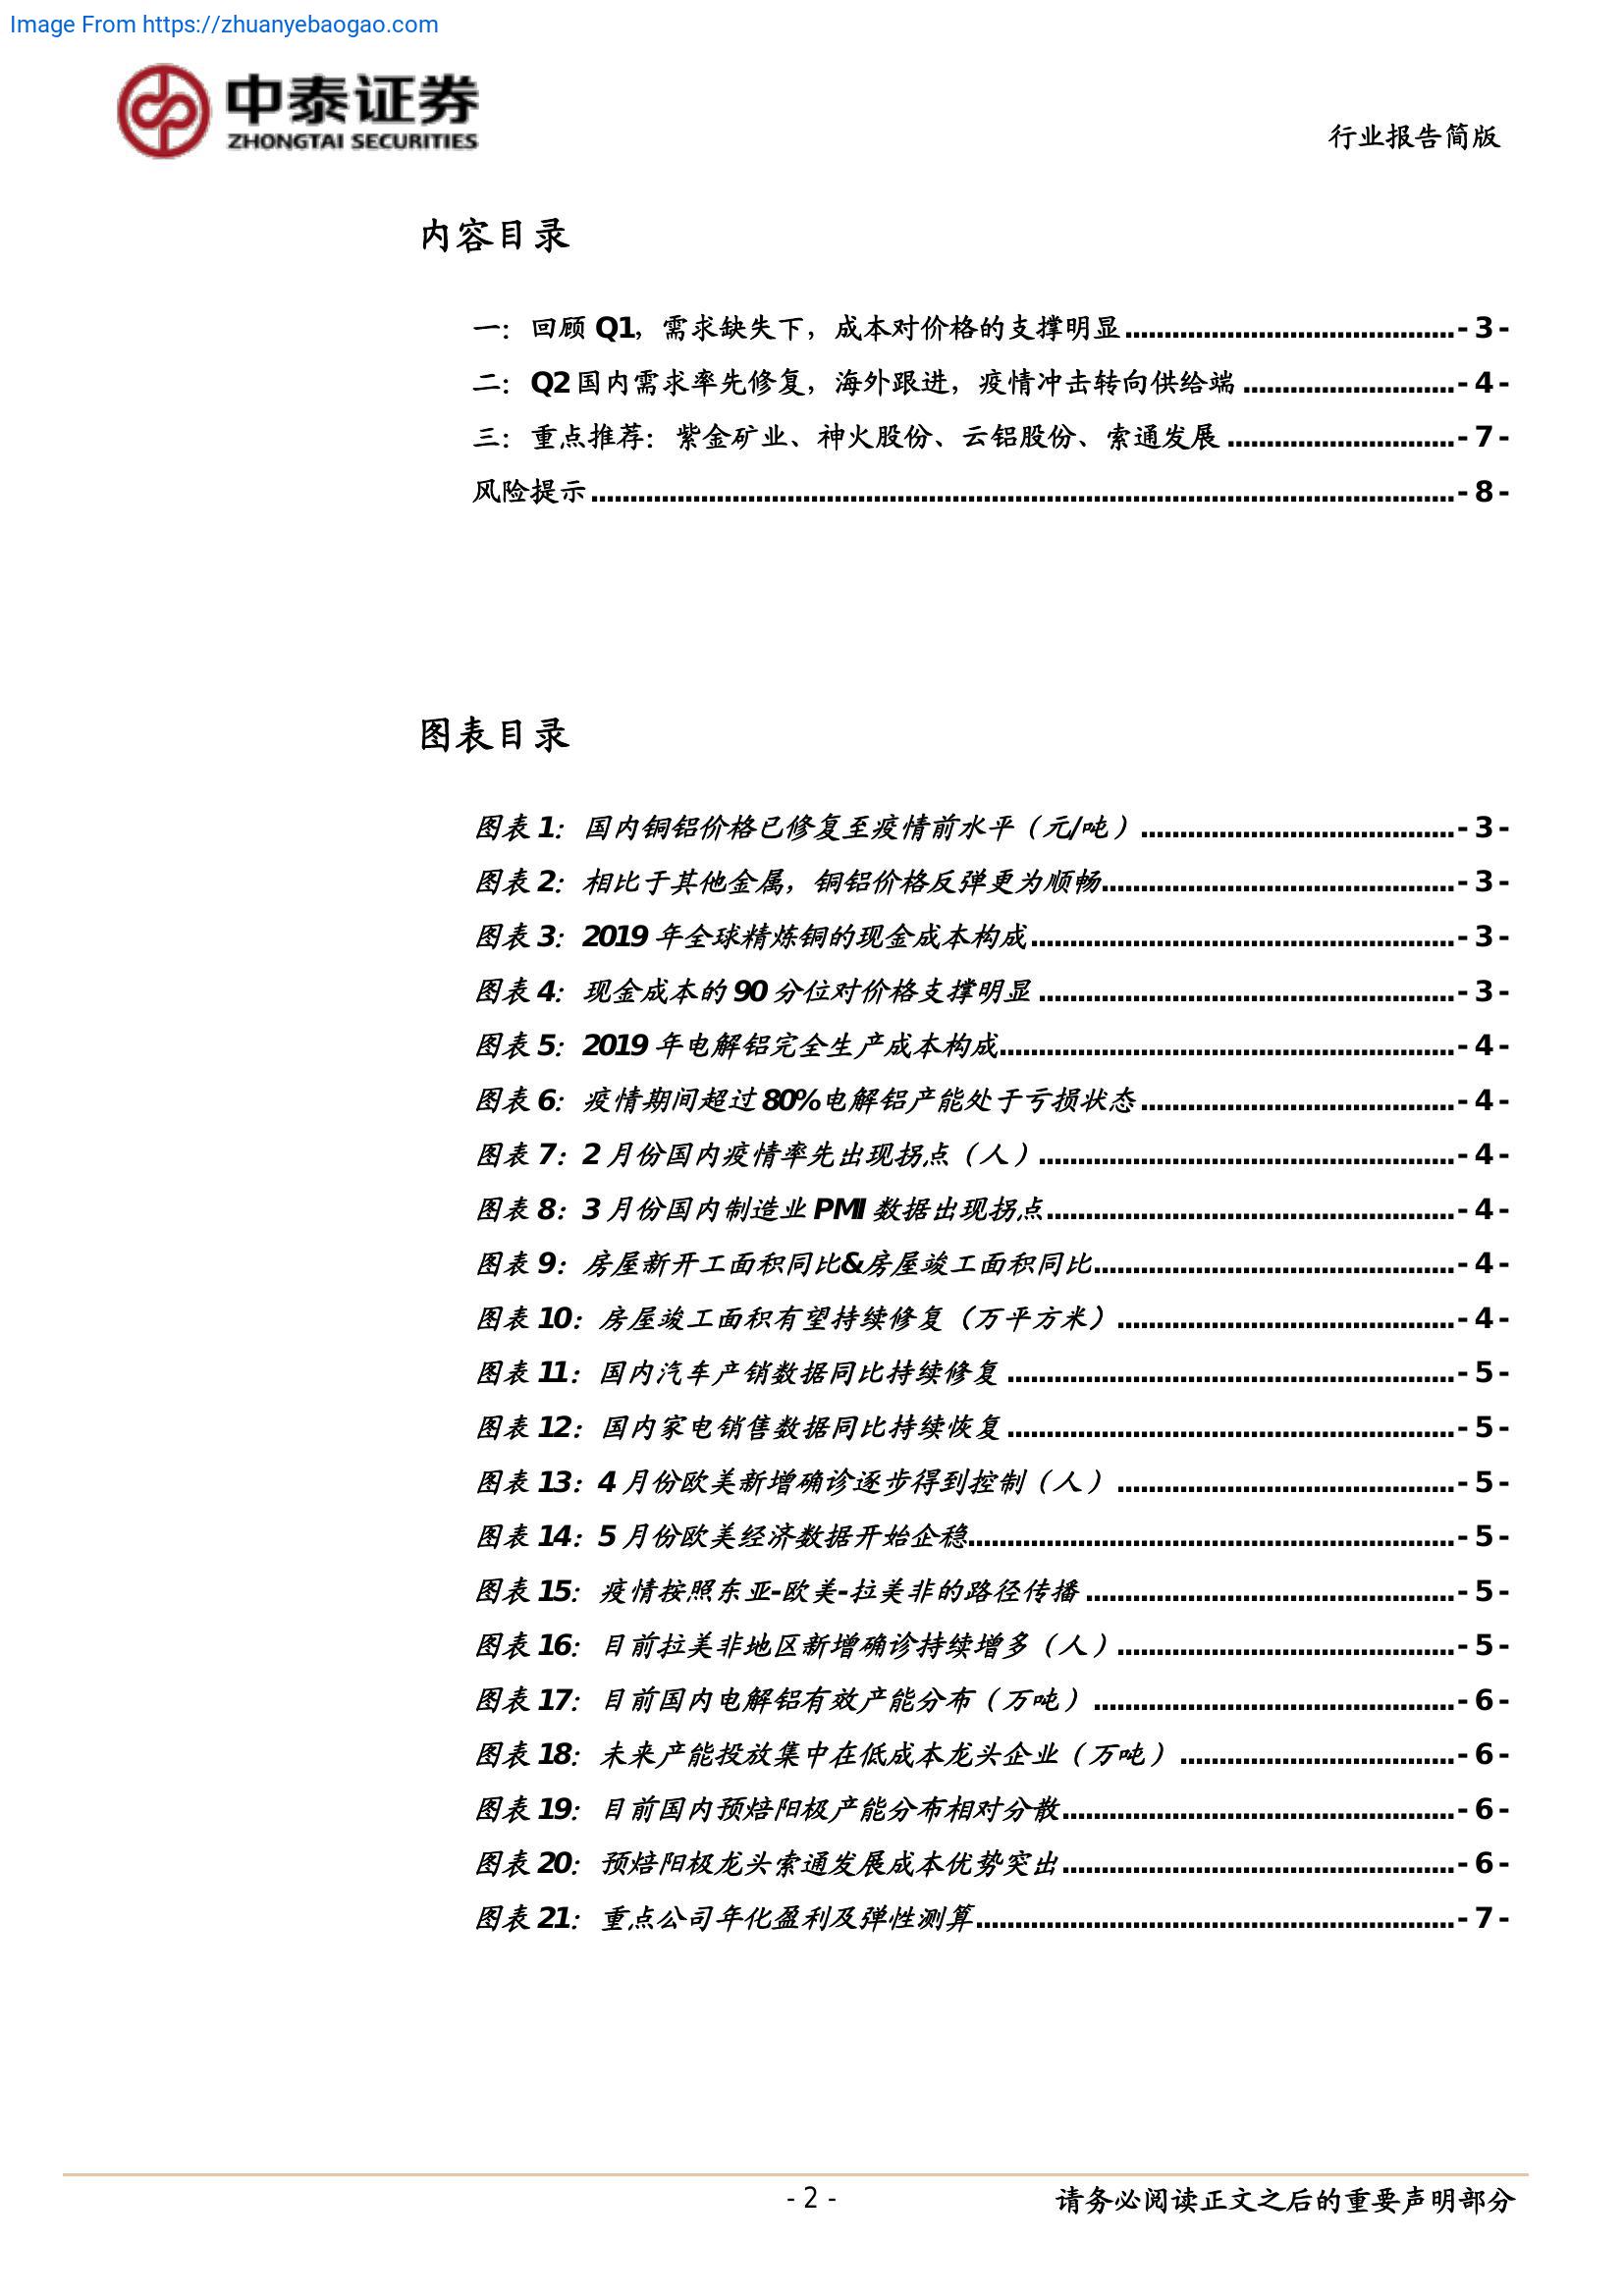 Image From https://zhuanyebaogao.com
中泰证券
ZHONGTAI SECURITIES
行业报告简版
内容目录
一：回顾 Q1，需求缺失下，成本对价格的支撑明显..........................................- 3 -
二：Q2 国内需求率先修复，海外跟进，疫情冲击转向供给端 ...........................- 4 -
三：重点推荐：紫金矿业、神火股份、云铝股份、索通发展 .............................- 7 -
风险提示 ...............................................................................................................- 8 -
图表目录
图表 1：国内铜铝价格已修复至疫情前水平（元/吨） ........................................- 3 -
图表 2：相比于其他金属，铜铝价格反弹更为顺畅.............................................- 3 -
图表 3：2019 年全球精炼铜的现金成本构成......................................................- 3 -
图表 4：现金成本的 90 分位对价格支撑明显 .....................................................- 3 -
图表 5：2019 年电解铝完全生产成本构成..........................................................- 4 -
图表 6：疫情期间超过 80%电解铝产能处于亏损状态 ........................................- 4 -
图表 7：2 月份国内疫情率先出现拐点（人）.....................................................- 4 -
图表 8：3 月份国内制造业 PMI 数据出现拐点....................................................- 4 -
图表 9：房屋新开工面积同比&房屋竣工面积同比..............................................- 4 -
图表 10：房屋竣工面积有望持续修复（万平方米） ...........................................- 4 -
图表 11：国内汽车产销数据同比持续修复 .........................................................- 5 -
图表 12：国内家电销售数据同比持续恢复 .........................................................- 5 -
图表 13：4 月份欧美新增确诊逐步得到控制（人） ...........................................- 5 -
图表 14：5 月份欧美经济数据开始企稳..............................................................- 5 -
图表 15：疫情按照东亚-欧美-拉美非的路径传播 ...............................................- 5 -
图表 16：目前拉美非地区新增确诊持续增多（人）...........................................- 5 -
图表 17：目前国内电解铝有效产能分布（万吨） ..............................................- 6 -
图表 18：未来产能投放集中在低成本龙头企业（万吨） ...................................- 6 -
图表 19：目前国内预焙阳极产能分布相对分散..................................................- 6 -
图表 20：预焙阳极龙头索通发展成本优势突出..................................................- 6 -
图表 21：重点公司年化盈利及弹性测算.............................................................- 7 -
- 2 -
请务必阅读正文之后的重要声明部分